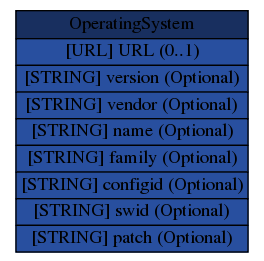 OperatingSystem
[URL] URL (0..1)
[STRING] version (Optional)
[STRING] vendor (Optional)
[STRING] name (Optional)
[STRING] family (Optional)
[STRING] configid (Optional)
[STRING] swid (Optional)
[STRING] patch (Optional)